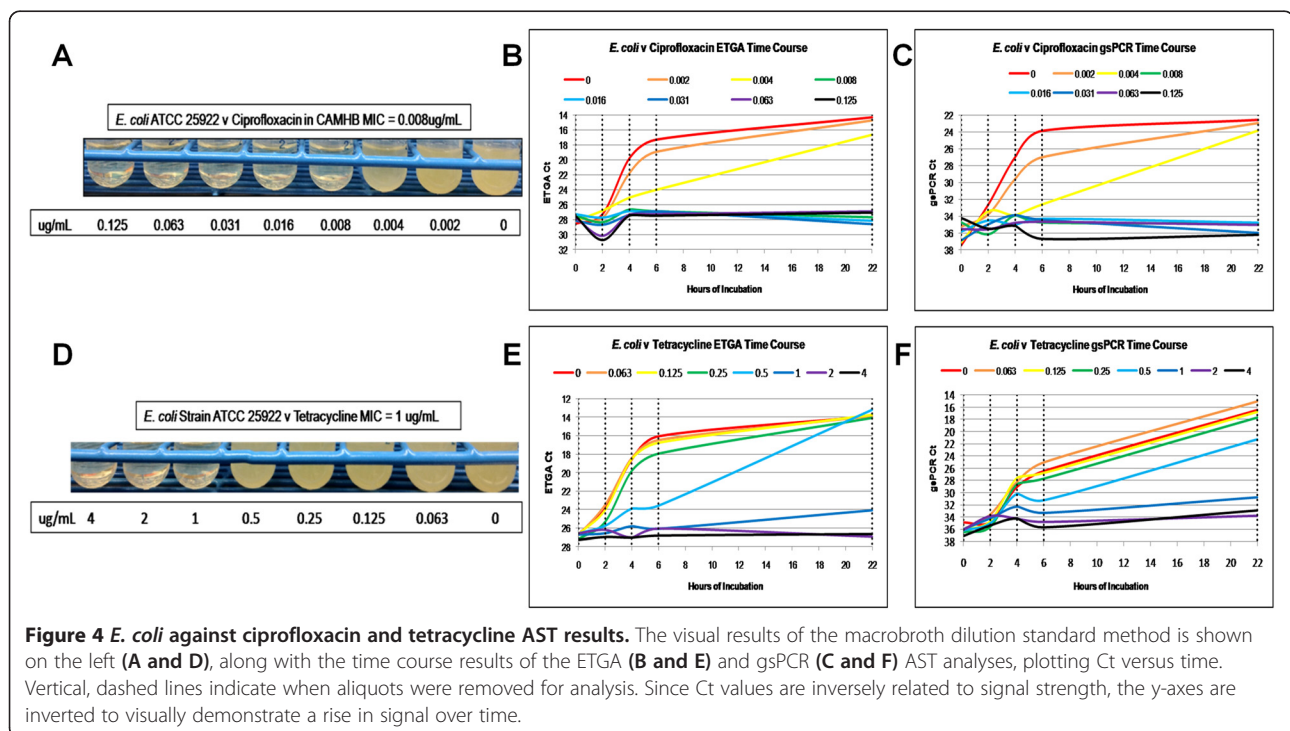 A
E. coli ATCC 25922 v Ciprofloxacin in CAMHB MIC = 0.008ug/mL
ug/mL 0.125 0.063 0.031 0.016 0.008 0.004 0.002 0
B
E. coli v Ciprofloxacin ETGA Time Course
0 0.002 0.004 0.008
0.016 0.031 0.063 0.125
ETGA Ct
14
16
18
20
22
24
26
28
30
32
0 2 4 6 8 10 12 14 16 18 20 22
Hours of Incubation
C
E. coli v Ciprofloxacin gsPCR Time Course
0 0.002 0.004 0.008
0.016 0.031 0.063 0.125
gsPCR Ct
22
24
26
28
30
32
34
36
38
0 2 4 6 8 10 12 14 16 18 20 22
Hours of Incubation
D
E. coli Strain ATCC 25922 v Tetracycline MIC = 1 ug/mL
ug/mL 4 2 1 0.5 0.25 0.125 0.063 0
E
E. coli v Tetracycline ETGA Time Course
0 0.063 0.125 0.25 0.5 1 2 4
ETGA Ct
12
14
16
18
20
22
24
26
28
0 2 4 6 8 10 12 14 16 18 20 22
Hours of Incubation
F
E. coli v Tetracycline gsPCR Time Course
0 0.063 0.125 0.25 0.5 1 2 4
gsPCR Ct
14
16
18
20
22
24
26
28
30
32
34
36
38
0 2 4 6 8 10 12 14 16 18 20 22
Hours of Incubation
Figure 4 E. coli against ciprofloxacin and tetracycline AST results. The visual results of the macrobroth dilution standard method is shown
on the left (A and D), along with the time course results of the ETGA (B and E) and gsPCR (C and F) AST analyses, plotting Ct versus time.
Vertical, dashed lines indicate when aliquots were removed for analysis. Since Ct values are inversely related to signal strength, the y-axes are
inverted to visually demonstrate a rise in signal over time.